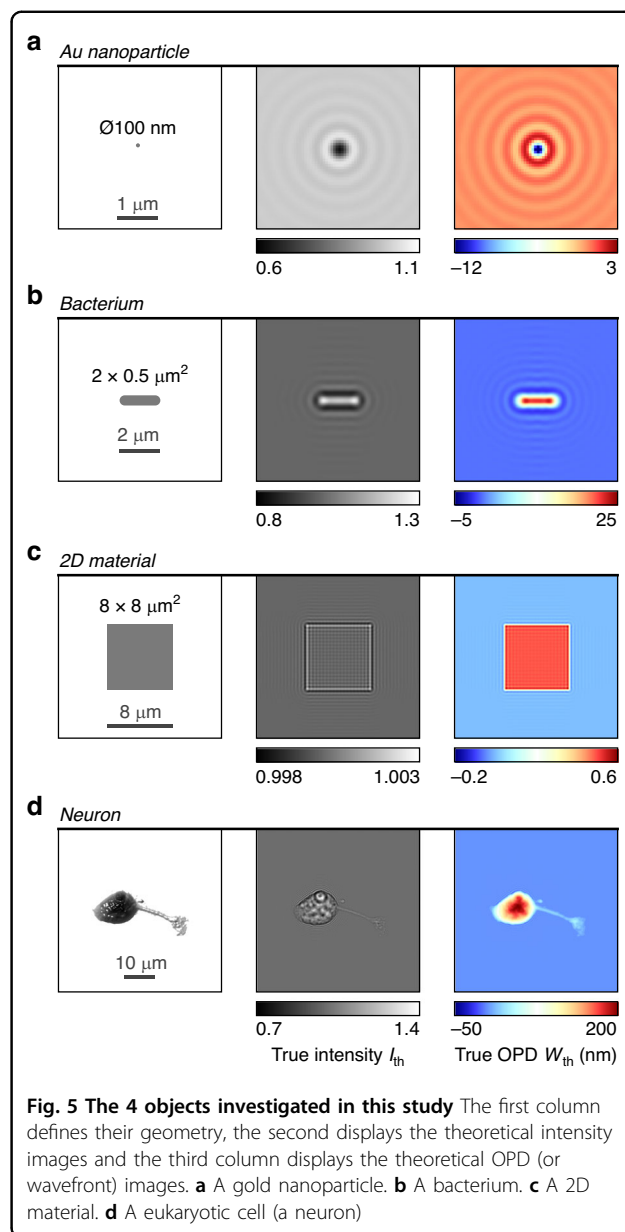 a Au nanoparticle
Ø100 nm
1 μm
0.6 1.1
−12 3
b Bacterium
2 × 0.5 μm²
2 μm
0.8 1.3
−5 25
c 2D material
8 × 8 μm²
8 μm
0.998 1.003
−0.2 0.6
d Neuron
10 μm
0.7 1.4
−50 200
True intensity I_th
True OPD W_th (nm)
Fig. 5 The 4 objects investigated in this study The first column
defines their geometry, the second displays the theoretical intensity
images and the third column displays the theoretical OPD (or
wavefront) images. a A gold nanoparticle. b A bacterium. c A 2D
material. d A eukaryotic cell (a neuron)